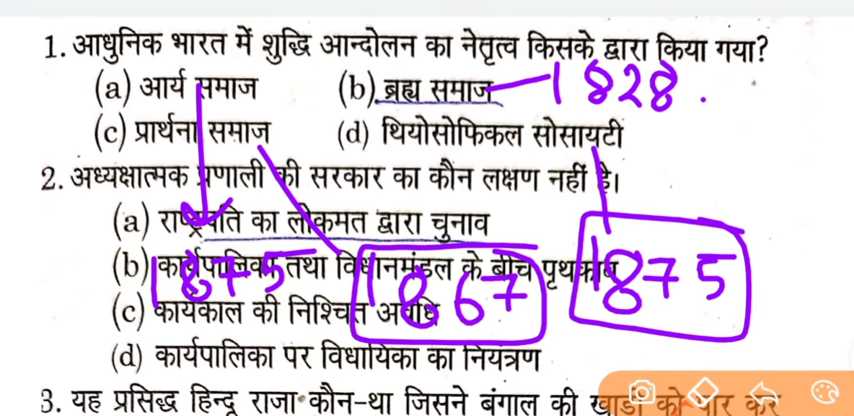 1. आधुनिक भारत में शुद्धि आन्दोलन का नेतृत्व किसके द्वारा किया गया?
(a) आर्य समाज (b) ब्रह्म समाज 1828.
(c) प्रार्थना समाज (d) थियोसोफिकल सोसायटी
2. अध्यक्षात्मक प्रणाली की सरकार का कौन लक्षण नहीं है।
(a) राष्ट्रपति का लोकमत द्वारा चुनाव
(b) कार्यपालिका तथा विधानमंडल के बीच पृथकाव
1875 1867 1875
(c) कार्यकाल की निश्चित अवधि
(d) कार्यपालिका पर विधायिका का नियंत्रण
3. यह प्रसिद्ध हिन्दू राजा कौन-था जिसने बंगाल की खाडी को पार